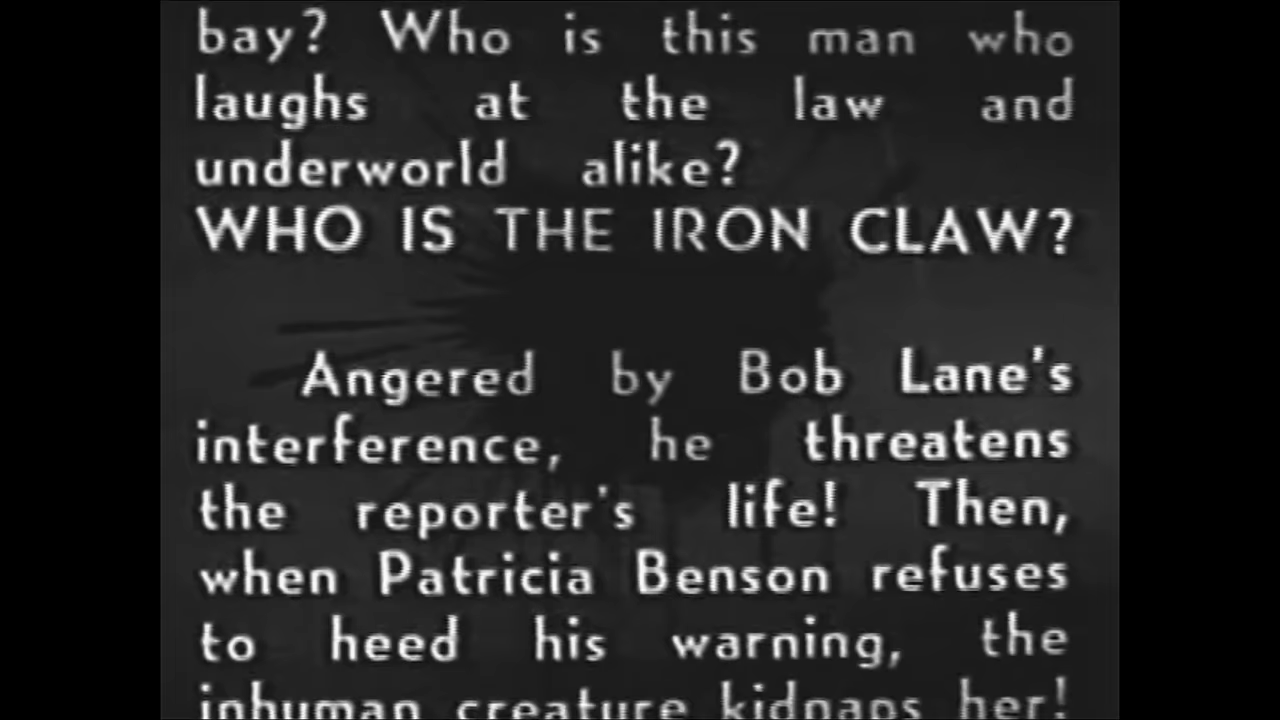 bay? Who is this man who
laughs at the law and
underworld alike?
WHO IS THE IRON CLAW?
Angered by Bob Lane's
interference, he threatens
the reporter's life! Then,
when Patricia Benson refuses
to heed his warning, the
inhuman creature kidnaps her!